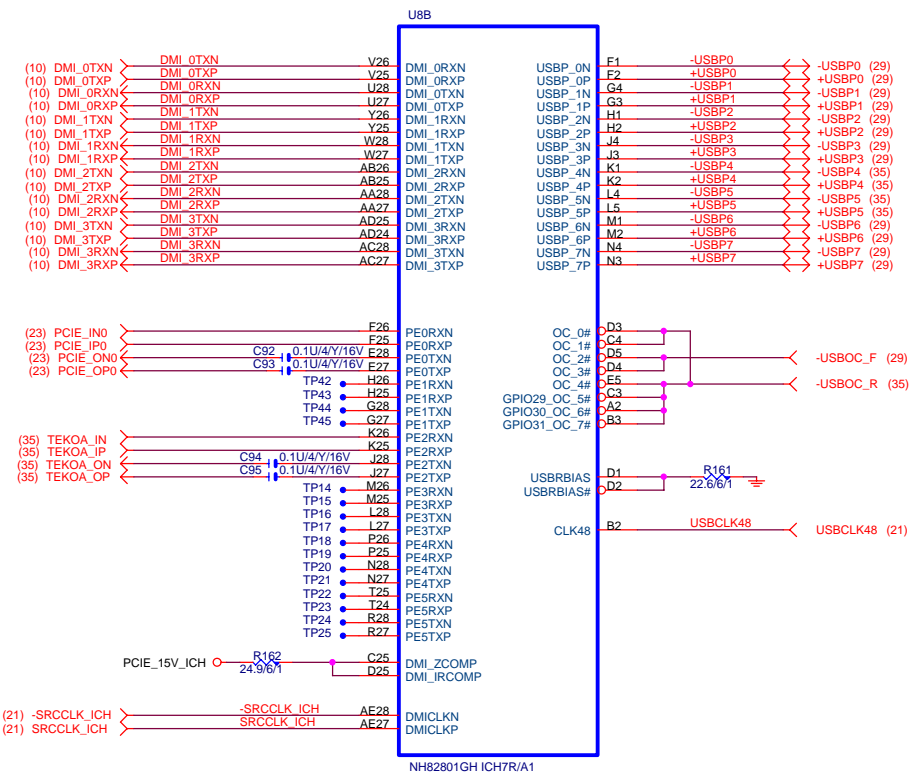 U8B
(10) DMI_0TXN DMI_0TXN V26 DMI_0RXN USBP_0N F1 -USBP0 -USBP0 (29)
(10) DMI_0TXP DMI_0TXP V25 DMI_0RXP USBP_0P F2 +USBP0 +USBP0 (29)
(10) DMI_0RXN DMI_0RXN U28 DMI_0TXN USBP_1N G4 -USBP1 -USBP1 (29)
(10) DMI_0RXP DMI_0RXP U27 DMI_0TXP USBP_1P G3 +USBP1 +USBP1 (29)
(10) DMI_1TXN DMI_1TXN Y26 DMI_1RXN USBP_2N H1 -USBP2 -USBP2 (29)
(10) DMI_1TXP DMI_1TXP Y25 DMI_1RXP USBP_2P H2 +USBP2 +USBP2 (29)
(10) DMI_1RXN DMI_1RXN W28 DMI_1TXN USBP_3N J4 -USBP3 -USBP3 (29)
(10) DMI_1RXP DMI_1RXP W27 DMI_1TXP USBP_3P J3 +USBP3 +USBP3 (29)
(10) DMI_2TXN DMI_2TXN AB26 DMI_2RXN USBP_4N K1 -USBP4 -USBP4 (35)
(10) DMI_2TXP DMI_2TXP AB25 DMI_2RXP USBP_4P K2 +USBP4 +USBP4 (35)
(10) DMI_2RXN DMI_2RXN AA28 DMI_2TXN USBP_5N L4 -USBP5 -USBP5 (35)
(10) DMI_2RXP DMI_2RXP AA27 DMI_2TXP USBP_5P L5 +USBP5 +USBP5 (35)
(10) DMI_3TXN DMI_3TXN AD25 DMI_3RXN USBP_6N M1 -USBP6 -USBP6 (29)
(10) DMI_3TXP DMI_3TXP AD24 DMI_3RXP USBP_6P M2 +USBP6 +USBP6 (29)
(10) DMI_3RXN DMI_3RXN AC28 DMI_3TXN USBP_7N N4 -USBP7 -USBP7 (29)
(10) DMI_3RXP DMI_3RXP AC27 DMI_3TXP USBP_7P N3 +USBP7 +USBP7 (29)
(23) PCIE_IN0 F26 PE0RXN OC_0# D3
(23) PCIE_IP0 F25 PE0RXP OC_1# C4
(23) PCIE_ON0 C92 0.1U/4/Y/16V E28 PE0TXN OC_2# D5 -USBOC_F (29)
(23) PCIE_OP0 C93 0.1U/4/Y/16V E27 PE0TXP OC_3# D4
TP42 H26 PE1RXN OC_4# E5 -USBOC_R (35)
TP43 H25 PE1RXP GPIO29_OC_5# C3
TP44 G28 PE1TXN GPIO30_OC_6# A2
TP45 G27 PE1TXP GPIO31_OC_7# B3
(35) TEKOA_IN K26 PE2RXN
(35) TEKOA_IP K25 PE2RXP
(35) TEKOA_ON C94 0.1U/4/Y/16V J28 PE2TXN
(35) TEKOA_OP C95 0.1U/4/Y/16V J27 PE2TXP USBRBIAS D1 R161
TP14 M26 PE3RXN USBRBIAS# D2 22.6/6/1
TP15 M25 PE3RXP
TP16 L28 PE3TXN
TP17 L27 PE3TXP CLK48 B2 USBCLK48 USBCLK48 (21)
TP18 P26 PE4RXN
TP19 P25 PE4RXP
TP20 N28 PE4TXN
TP21 N27 PE4TXP
TP22 T25 PE5RXN
TP23 T24 PE5RXP
TP24 R28 PE5TXN
TP25 R27 PE5TXP
PCIE_15V_ICH R162 C25 DMI_ZCOMP
24.9/6/1 D25 DMI_IRCOMP
(21) -SRCCLK_ICH -SRCCLK_ICH AE28 DMICLKN
(21) SRCCLK_ICH SRCCLK_ICH AE27 DMICLKP
NH82801GH ICH7R/A1